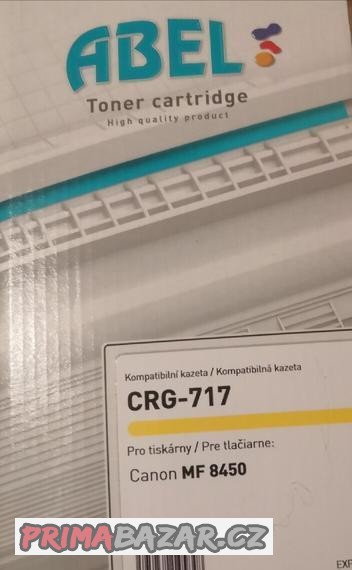 ABEL
Toner cartridge
High quality product
Kompatibilní kazeta / Kompatibilná kazeta
CRG-717
Pro tiskárny / Pre tlačiarne:
Canon MF 8450
PRIMABAZAR.CZ
EXP